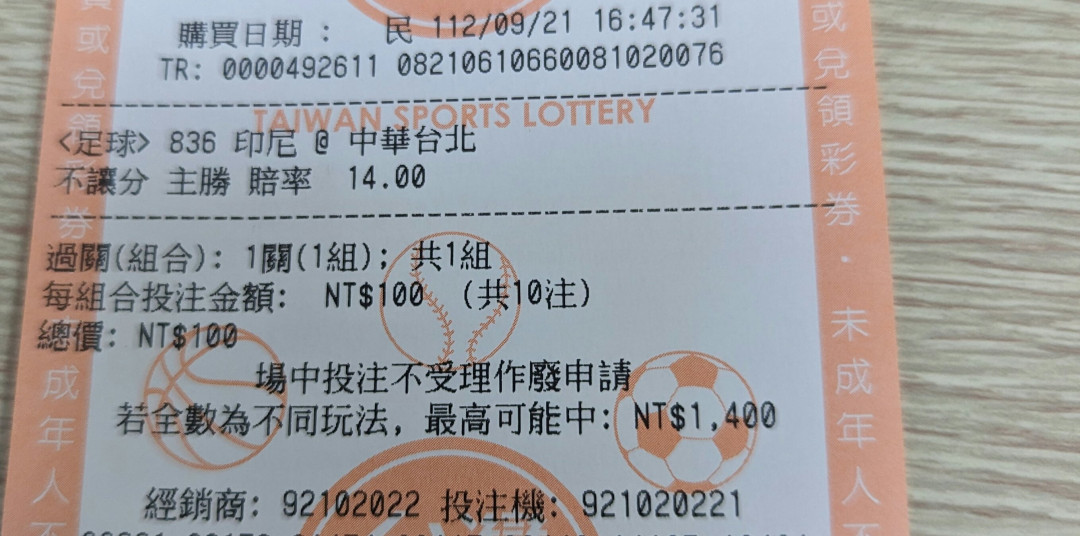 購買日期： 民 112/09/21 16:47:31
TR: 0000492611 08210610660081020076
TAIWAN SPORTS LOTTERY
<足球> 836 印尼 @ 中華台北
不讓分 主勝 賠率 14.00
過關(組合): 1關(1組); 共1組
每組合投注金額: NT$100 (共10注)
總價: NT$100
場中投注不受理作廢申請
若全數為不同玩法, 最高可能中: NT$1,400
經銷商: 92102022 投注機: 921020221
或兌領彩券．未成年人不
或兌領彩券．未成年人不